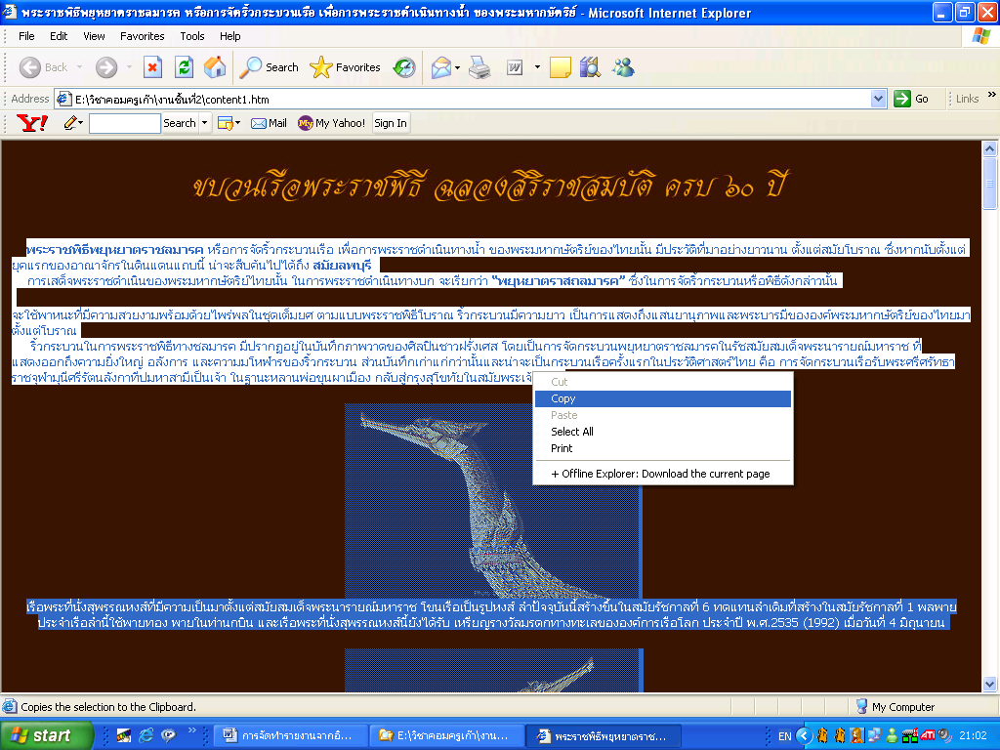 พระราชพิธีพยุหยาตราชลมารค หรือการจัดริ้วกระบวนเรือ เพื่อการพระราชดำเนินทางน้ำ ของพระมหากษัตริย์ - Microsoft Internet Explorer
File Edit View Favorites Tools Help
Back Search Favorites
Address E:\วิชาคอมครูเก๋า\งานชิ้นที่2\content1.htm Go Links »
Y! Search Mail My Yahoo! Sign In
ขบวนเรือพระราชพิธี ฉลองสิริราชสมบัติ ครบ ๖๐ ปี
พระราชพิธีพยุหยาตราชลมารค หรือการจัดริ้วกระบวนเรือ เพื่อการพระราชดำเนินทางน้ำ ของพระมหากษัตริย์ของไทยนั้น มีประวัติที่มาอย่างยาวนาน ตั้งแต่สมัยโบราณ ซึ่งหากนับตั้งแต่
ยุคแรกของอาณาจักรในดินแดนแถบนี้ น่าจะสืบค้นไปได้ถึง สมัยลพบุรี
การเสด็จพระราชดำเนินของพระมหากษัตริย์ไทยนั้น ในการพระราชดำเนินทางบก จะเรียกว่า "พยุหยาตราสถลมารค" ซึ่งในการจัดริ้วกระบวนหรือพิธีดังกล่าวนั้น
จะใช้พาหนะที่มีความสวยงามพร้อมด้วยไพร่พลในชุดเต็มยศ ตามแบบพระราชพิธีโบราณ ริ้วกระบวนมีความยาว เป็นการแสดงถึงแสนยานุภาพและพระบารมีขององค์พระมหากษัตริย์ของไทยมา
ตั้งแต่โบราณ
ริ้วกระบวนในการพระราชพิธีทางชลมารค มีปรากฏอยู่ในบันทึกภาพวาดของศิลปินชาวฝรั่งเศส โดยเป็นการจัดกระบวนพยุหยาตราชลมารคในรัชสมัยสมเด็จพระนารายณ์มหาราช ที่
แสดงออกถึงความยิ่งใหญ่ อลังการ และความมโหฬารของริ้วกระบวน ส่วนบันทึกเก่าแก่กว่านั้นและน่าจะเป็นกระบวนเรือครั้งแรกในประวัติศาสตร์ไทย คือ การจัดกระบวนเรือรับพระศรีศรัทธา
ราชจุฬามุนีศรีรัตนลังกาทีปมหาสามีเป็นเจ้า ในฐานะหลานพ่อขุนผาเมือง กลับสู่กรุงสุโขทัยในสมัยพระเจ้
Cut
Copy
Paste
Select All
Print
+ Offline Explorer: Download the current page
เรือพระที่นั่งสุพรรณหงส์ที่มีความเป็นมาตั้งแต่สมัยสมเด็จพระนารายณ์มหาราช โขนเรือเป็นรูปหงส์ ลำปัจจุบันนี้สร้างขึ้นในสมัยรัชกาลที่ 6 ทดแทนลำเดิมที่สร้างในสมัยรัชกาลที่ 1 พลพาย
ประจำเรือลำนี้ใช้พายทอง พายในท่านกบิน และเรือพระที่นั่งสุพรรณหงส์นี้ยังได้รับ เหรียญรางวัลมรดกทางทะเลขององค์การเรือโลก ประจำปี พ.ศ.2535 (1992) เมื่อวันที่ 4 มิถุนายน
Copies the selection to the Clipboard. My Computer
start การจัดทำรายงานจากอิ... E:\วิชาคอมครูเก๋า\งาน... พระราชพิธีพยุหยาตราช... EN 21:02